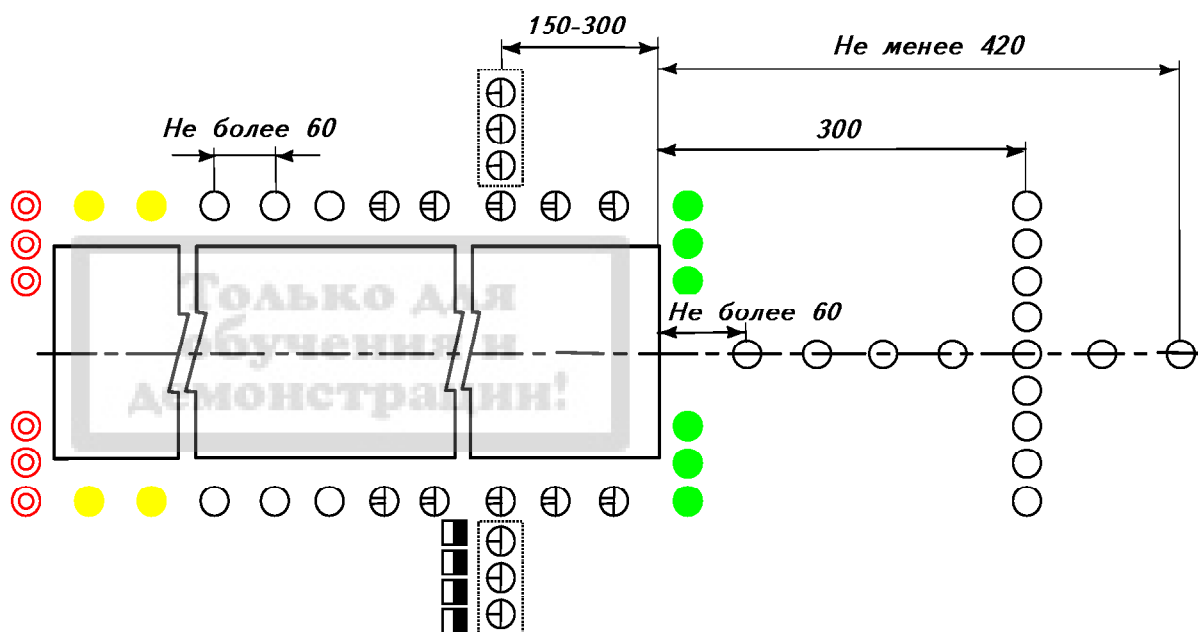 150-300
Не менее 420
Не более 60
300
Не более 60
Только для
обучения и
демонстрации!